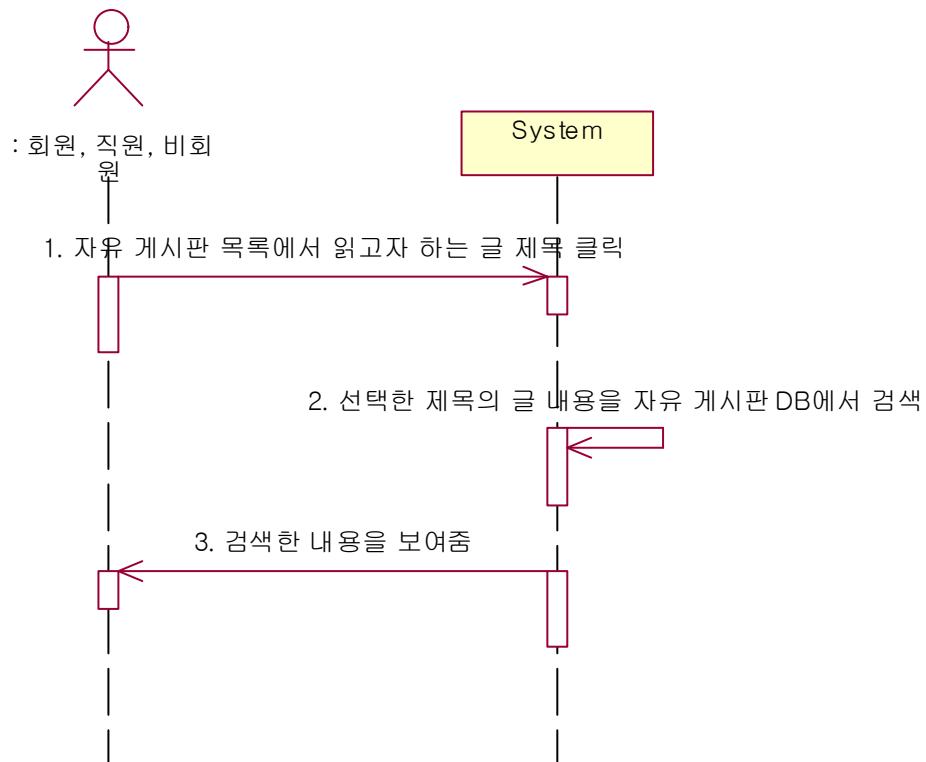 : 회원, 직원, 비회
원
System
1. 자유 게시판 목록에서 읽고자 하는 글 제목 클릭
2. 선택한 제목의 글 내용을 자유 게시판 DB에서 검색
3. 검색한 내용을 보여줌